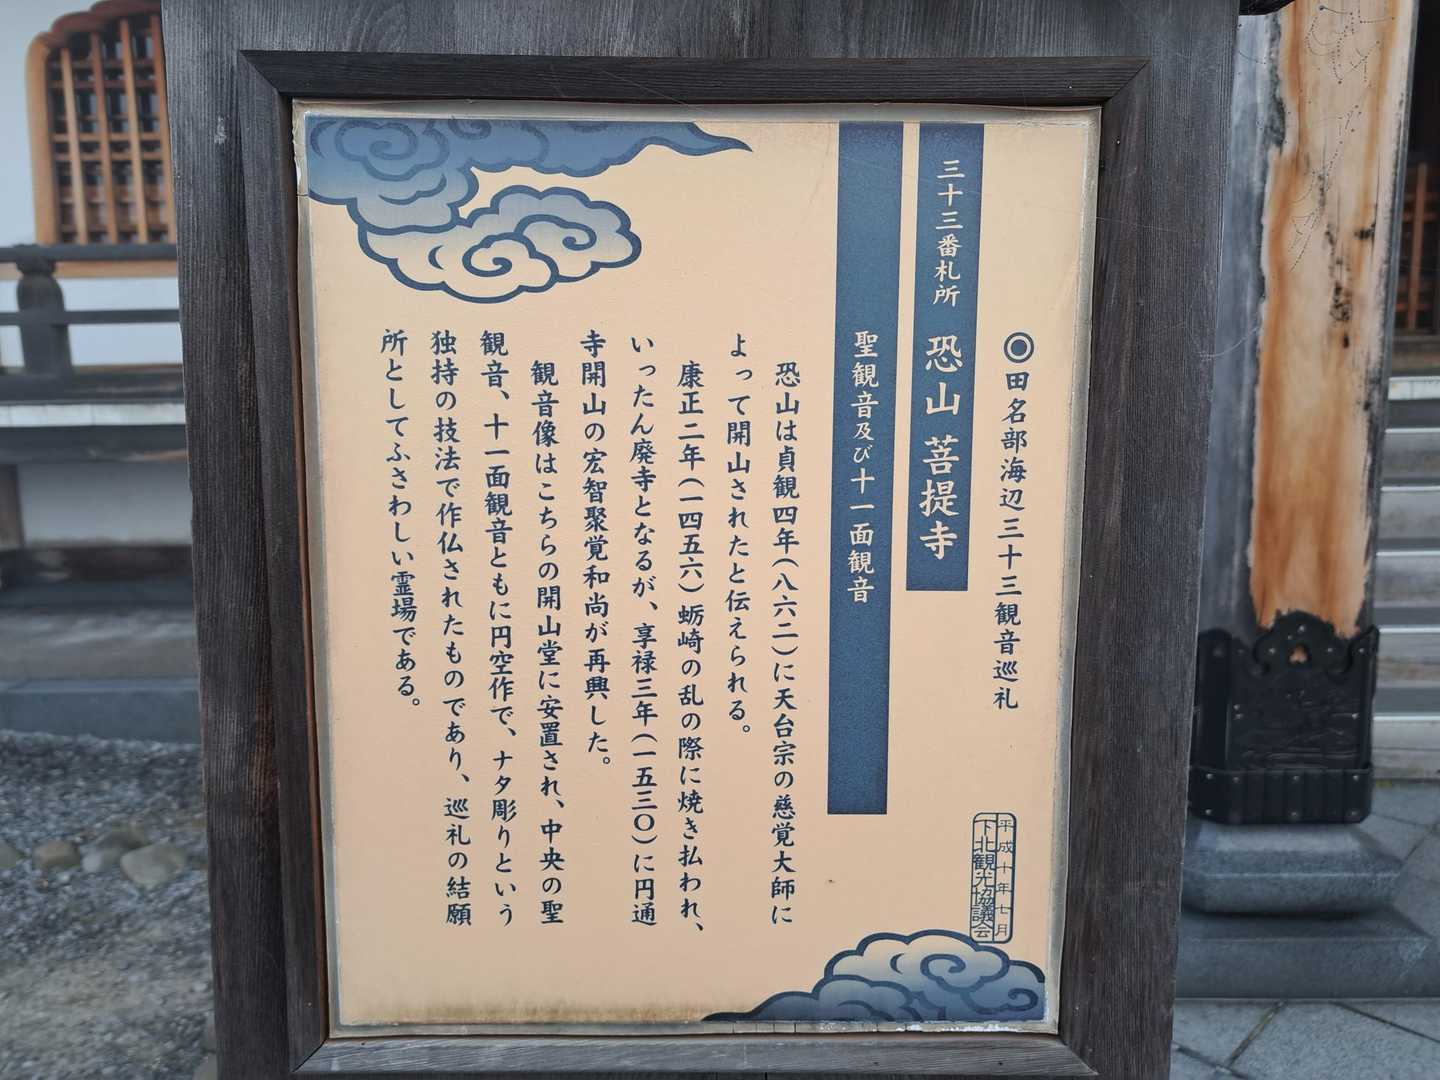 ◎田名部海辺三十三観音巡礼
三十三番札所 恐山 菩提寺
聖観音及び十一面観音
恐山は貞観四年(八六二)に天台宗の慈覚大師に
よって開山されたと伝えられる。
康正二年(一四五六)蛎崎の乱の際に焼き払われ、
いったん廃寺となるが、享禄三年(一五三〇)に円通
寺開山の宏智聚覚和尚が再興した。
観音像はこちらの開山堂に安置され、中央の聖
観音、十一面観音ともに円空作で、ナタ彫りという
独持の技法で作仏されたものであり、巡礼の結願
所としてふさわしい霊場である。
平成十年七月
下北観光協議会